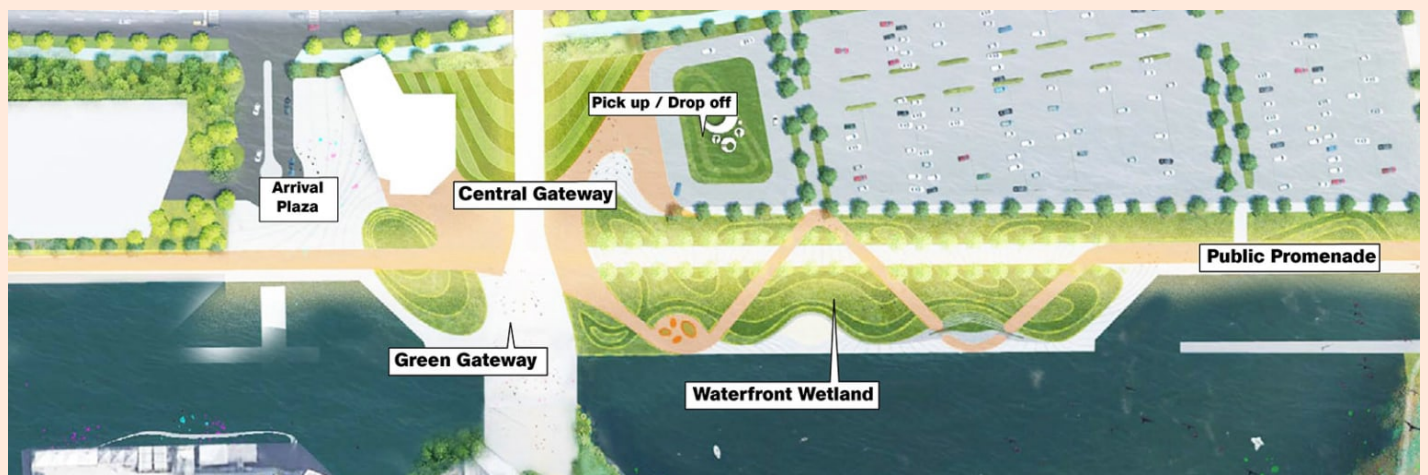 Pick up / Drop off
Arrival
Plaza
Central Gateway
Public Promenade
Green Gateway
Waterfront Wetland